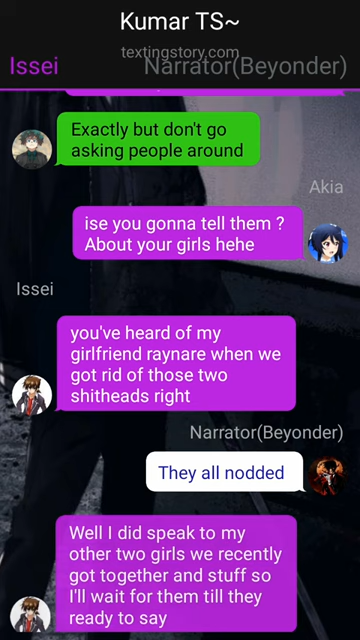 Kumar TS~
textingstory.com
Issei
Narrator(Beyonder)
Exactly but don't go
asking people around
Akia
ise you gonna tell them ?
About your girls hehe
Issei
you've heard of my
girlfriend raynare when we
got rid of those two
shitheads right
Narrator(Beyonder)
They all nodded
Well I did speak to my
other two girls we recently
got together and stuff so
I'll wait for them till they
ready to say